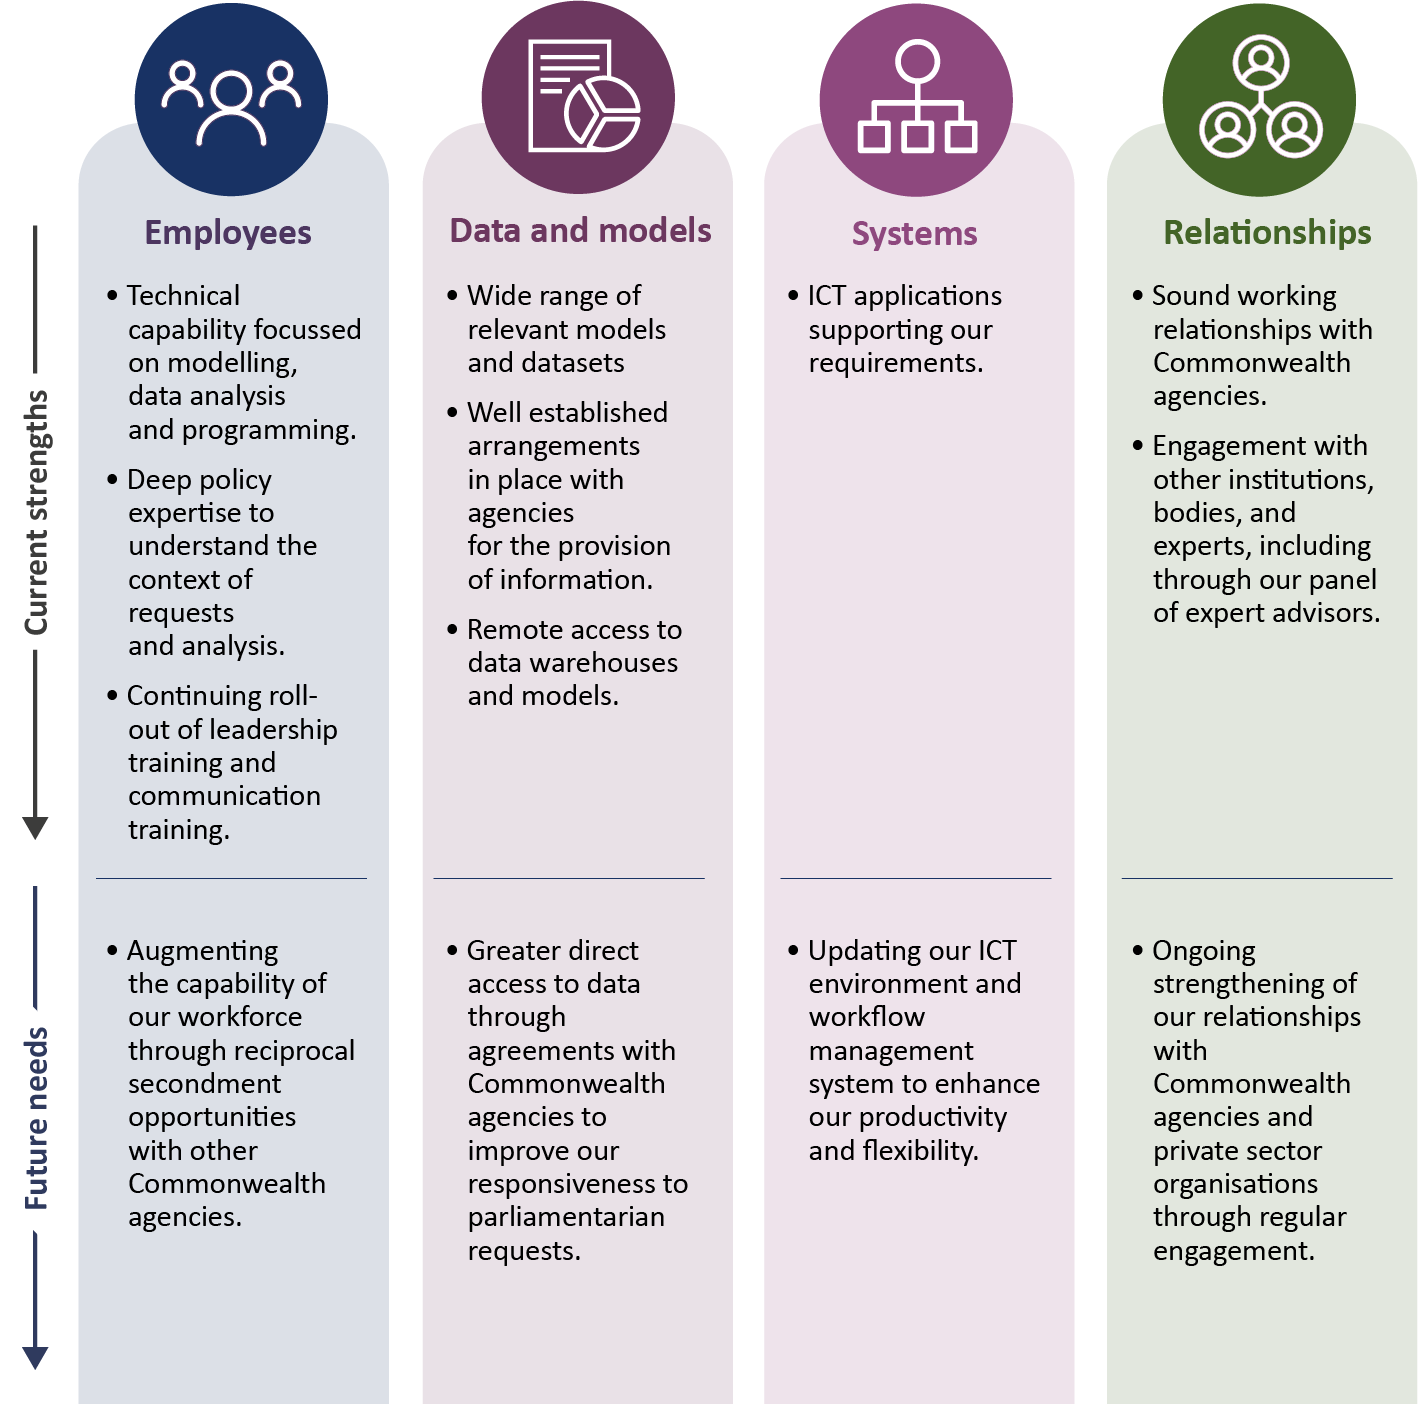 Current strengths
Future needs
Employees
• Technical
capability focussed
on modelling,
data analysis
and programming.
• Deep policy
expertise to
understand the
context of
requests
and analysis.
• Continuing roll-
out of leadership
training and
communication
training.
• Augmenting
the capability of
our workforce
through reciprocal
secondment
opportunities
with other
Commonwealth
agencies.
Data and models
• Wide range of
relevant models
and datasets
• Well established
arrangements
in place with
agencies
for the provision
of information.
• Remote access to
data warehouses
and models.
• Greater direct
access to data
through
agreements with
Commonwealth
agencies to
improve our
responsiveness to
parliamentarian
requests.
Systems
• ICT applications
supporting our
requirements.
• Updating our ICT
environment and
workflow
management
system to enhance
our productivity
and flexibility.
Relationships
• Sound working
relationships with
Commonwealth
agencies.
• Engagement with
other institutions,
bodies, and
experts, including
through our panel
of expert advisors.
• Ongoing
strengthening of
our relationships
with
Commonwealth
agencies and
private sector
organisations
through regular
engagement.